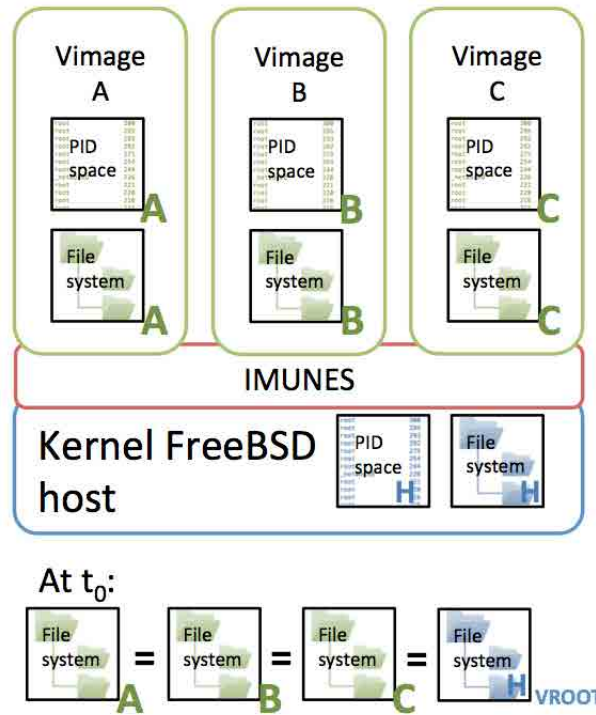 Vimage
A
PID
space
A
File
system
A
Vimage
B
PID
space
B
File
system
B
Vimage
C
PID
space
C
File
system
C
IMUNES
Kernel FreeBSD
host
PID
space
H
File
system
H
At t0:
File
system
A
=
File
system
B
=
File
system
C
=
File
system
H
VROOT